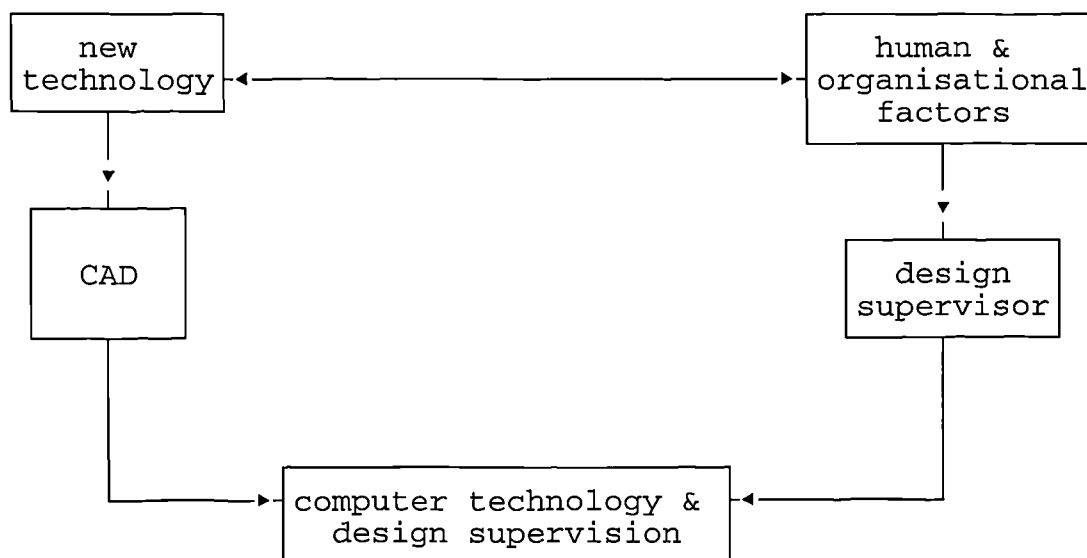 new
technology
human &
organisational
factors
CAD
design
supervisor
computer technology &
design supervision